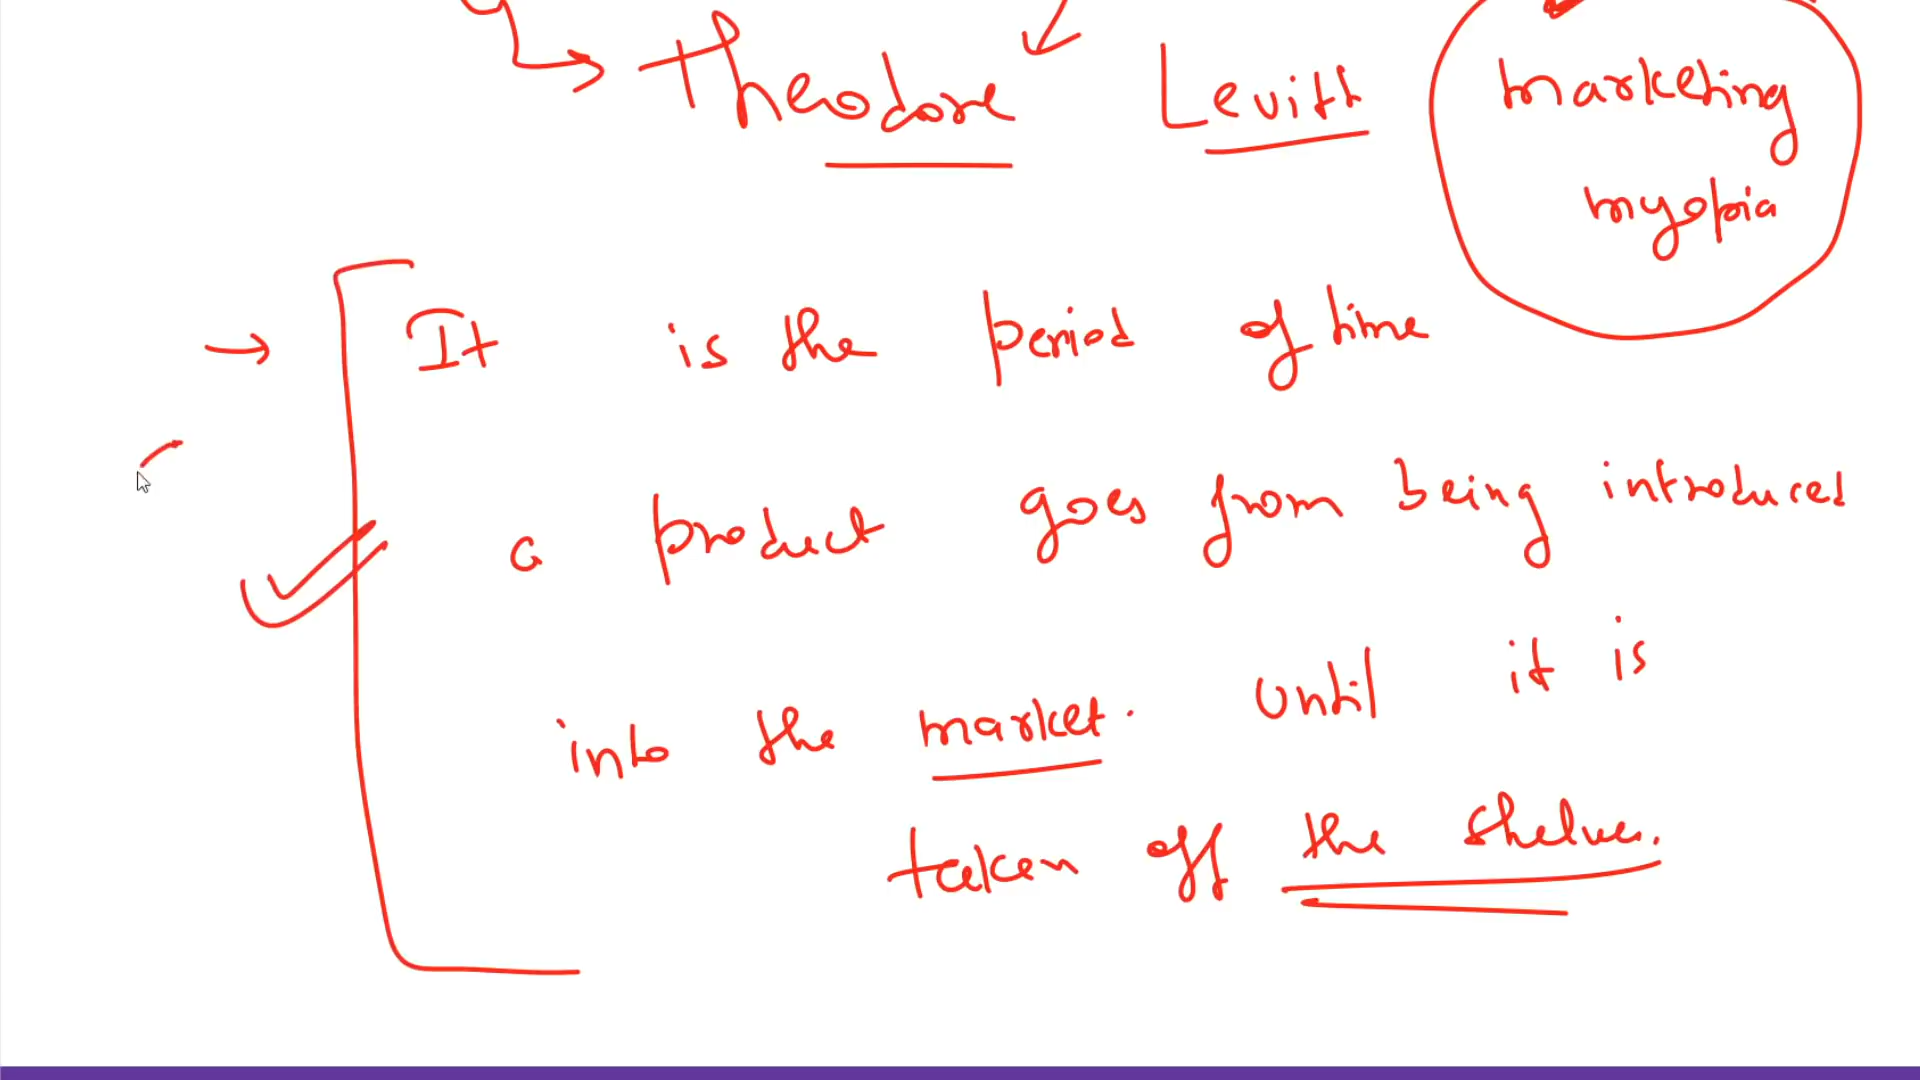 Theodore Levitt
marketing
myopia
It is the period of time
a product goes from being introduced
into the market. Until it is
taken off the shelves.